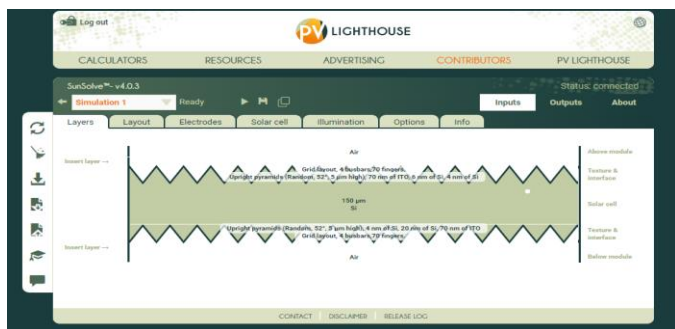 Log out
PV LIGHTHOUSE
CALCULATORS RESOURCES ADVERTISING CONTRIBUTORS PV LIGHTHOUSE
SunSolve™- v4.0.3 Status: connected
Simulation 1 Ready Inputs Outputs About
Layers Layout Electrodes Solar cell Illumination Options Info
Air Above module
Insert layer → Grid layout, 4 busbars, 70 fingers, Texture & interface
Upright pyramids (Random, 52°, 5 µm high), 70 nm of ITO, 6 nm of Si, 4 nm of Si
150 µm Solar cell
Si
Upright pyramids (Random, 52°, 5 µm high), 4 nm of Si, 20 nm of Si, 70 nm of ITO Texture & interface
Insert layer → Grid layout, 4 busbars, 70 fingers,
Air Below module
CONTACT DISCLAIMER RELEASE LOG